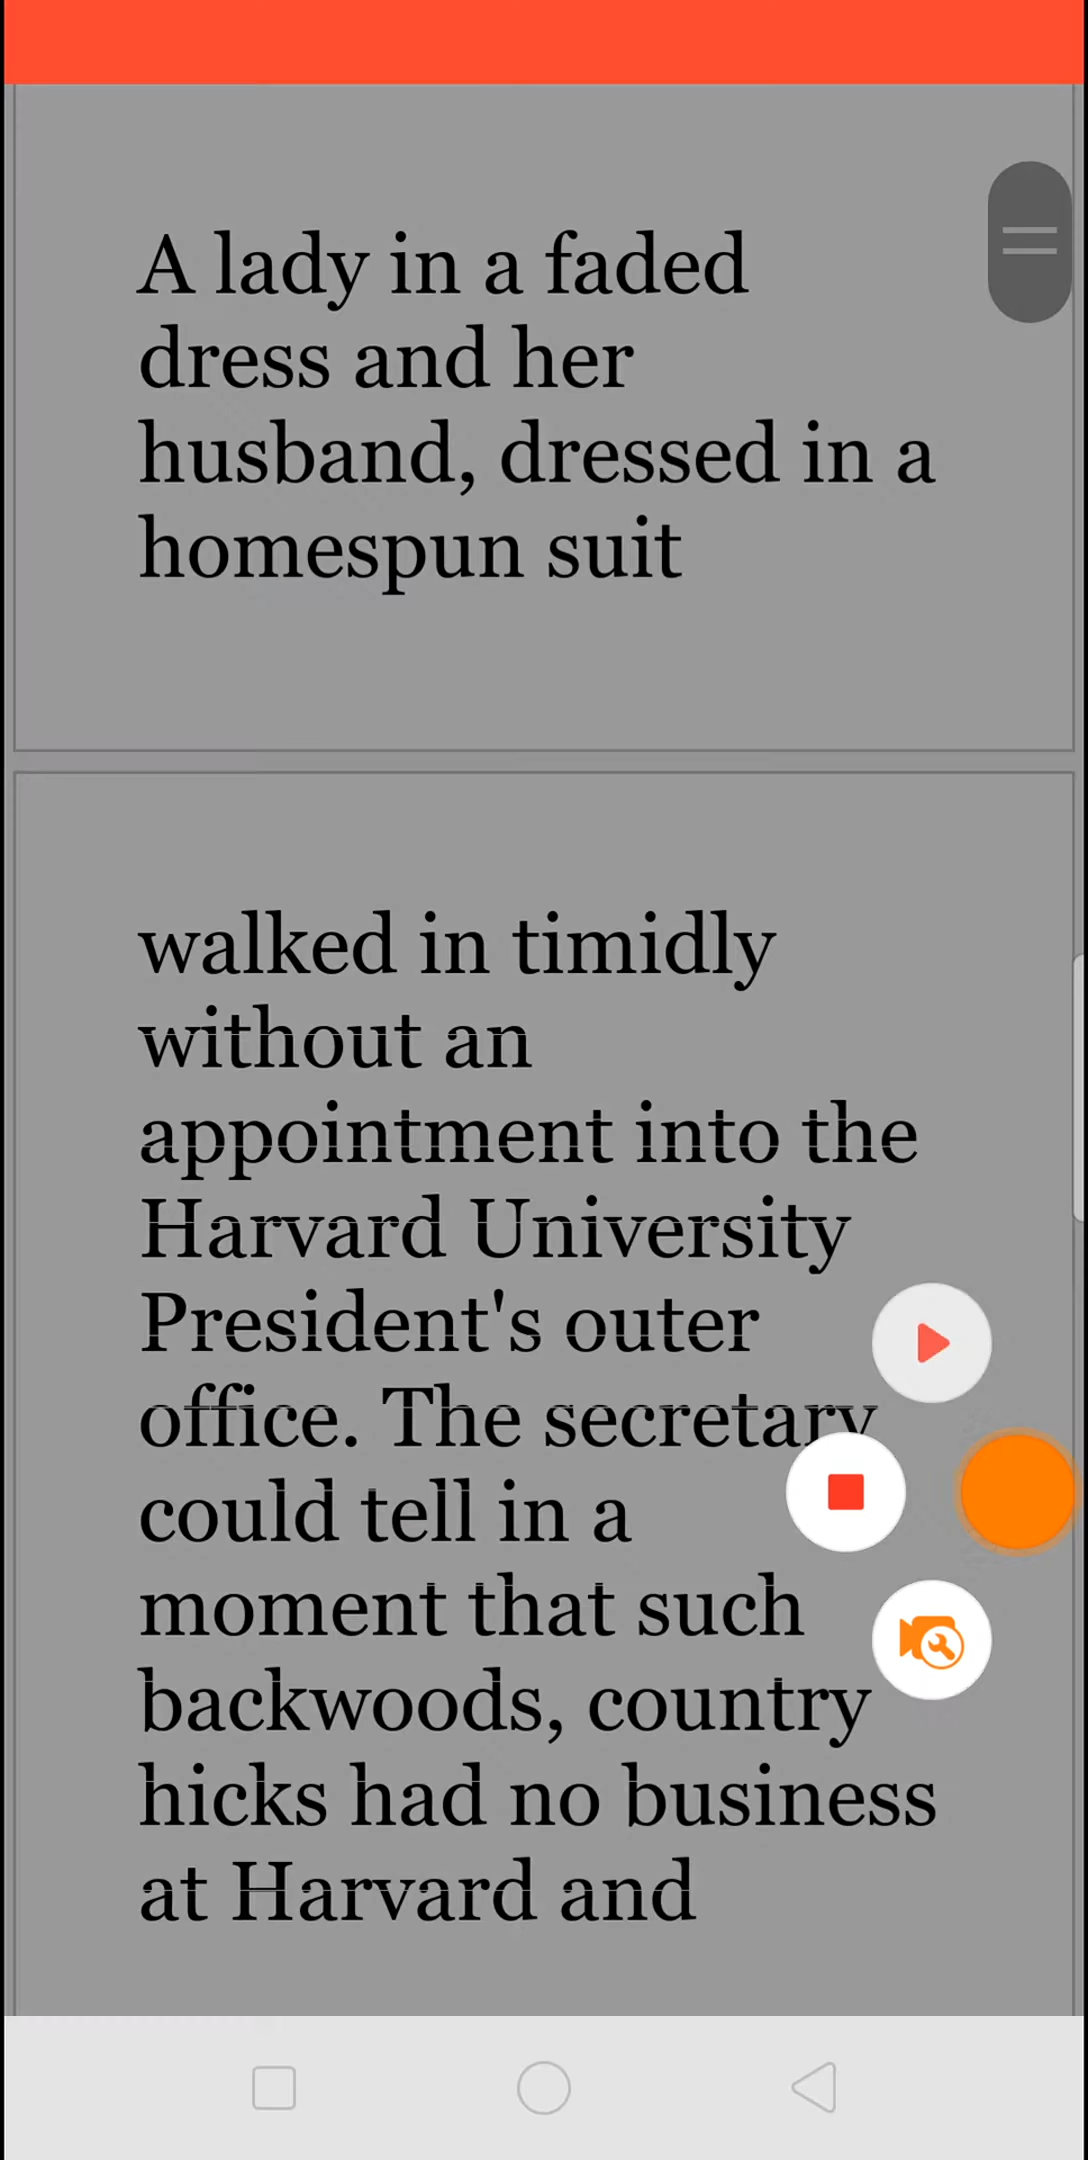 A lady in a faded
dress and her
husband, dressed in a
homespun suit
walked in timidly
without an
appointment into the
Harvard University
President's outer
office. The secretary
could tell in a
moment that such
backwoods, country
hicks had no business
at Harvard and